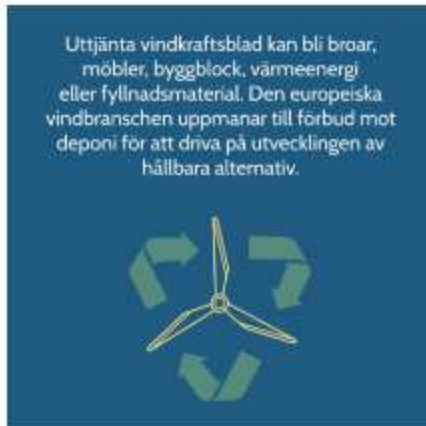 Uttjänta vindkraftsblad kan bli broar,
möbler, byggblock, värmeenergi
eller fyllnadsmaterial. Den europeiska
vindbranschen uppmanar till förbud mot
deponi för att driva på utvecklingen av
hållbara alternativ.